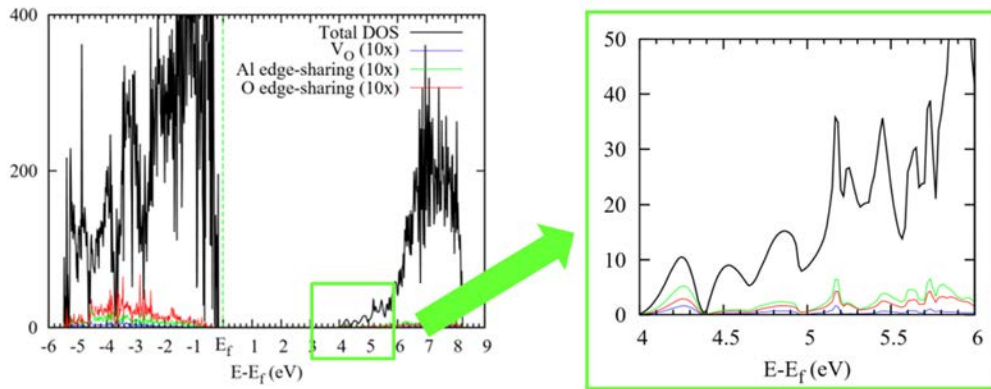 400
200
0
Total DOS
V_O (10x)
Al edge-sharing (10x)
O edge-sharing (10x)
-6 -5 -4 -3 -2 -1 E_f 1 2 3 4 5 6 7 8 9
E-E_f (eV)
50
40
30
20
10
0
4 4.5 5 5.5 6
E-E_f (eV)